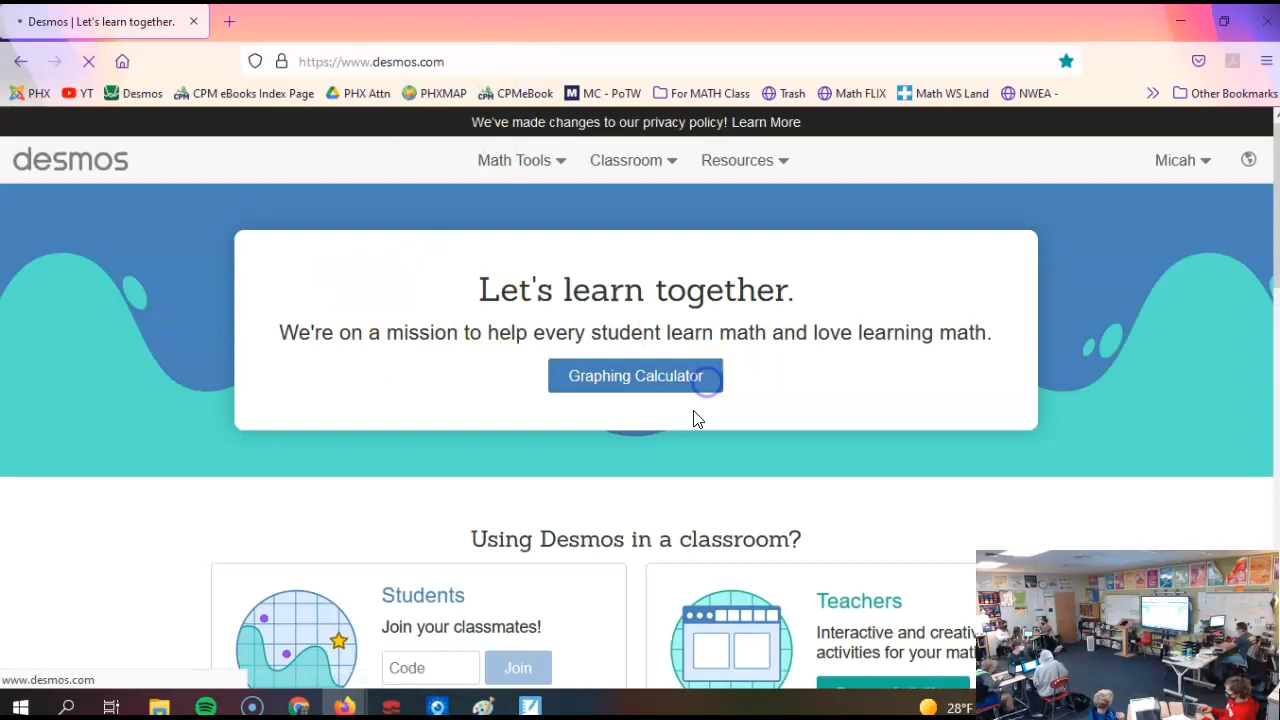 Desmos | Let's learn together.
https://www.desmos.com
PHX YT Desmos CPM eBooks Index Page PHX Attn PHXMAP CPMeBook MC - PoTW For MATH Class Trash Math FLIX Math WS Land NWEA - Other Bookmarks
We've made changes to our privacy policy! Learn More
desmos Math Tools Classroom Resources Micah
Let's learn together.
We're on a mission to help every student learn math and love learning math.
Graphing Calculator
Using Desmos in a classroom?
Students
Join your classmates!
Code Join
Teachers
Interactive and creati
activities for your mat
www.desmos.com
28°F